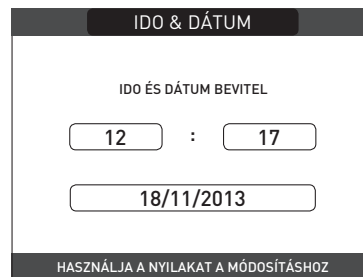 IDO & DÁTUM
IDO ÉS DÁTUM BEVITEL
12 : 17
18/11/2013
HASZNÁLJA A NYILAKAT A MÓDOSÍTÁSHOZ